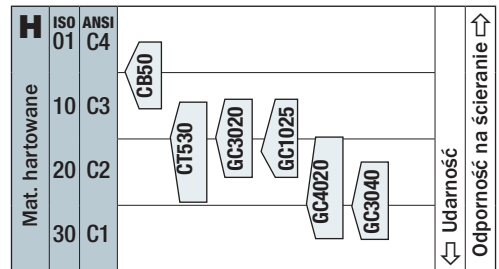 H
Mat. hartowane
ISO ANSI
01 C4
10 C3
20 C2
30 C1
CB50
CT530
GC3020
GC1025
GC4020
GC3040
⇦ Udarność
Odporność na ścieranie ⇨